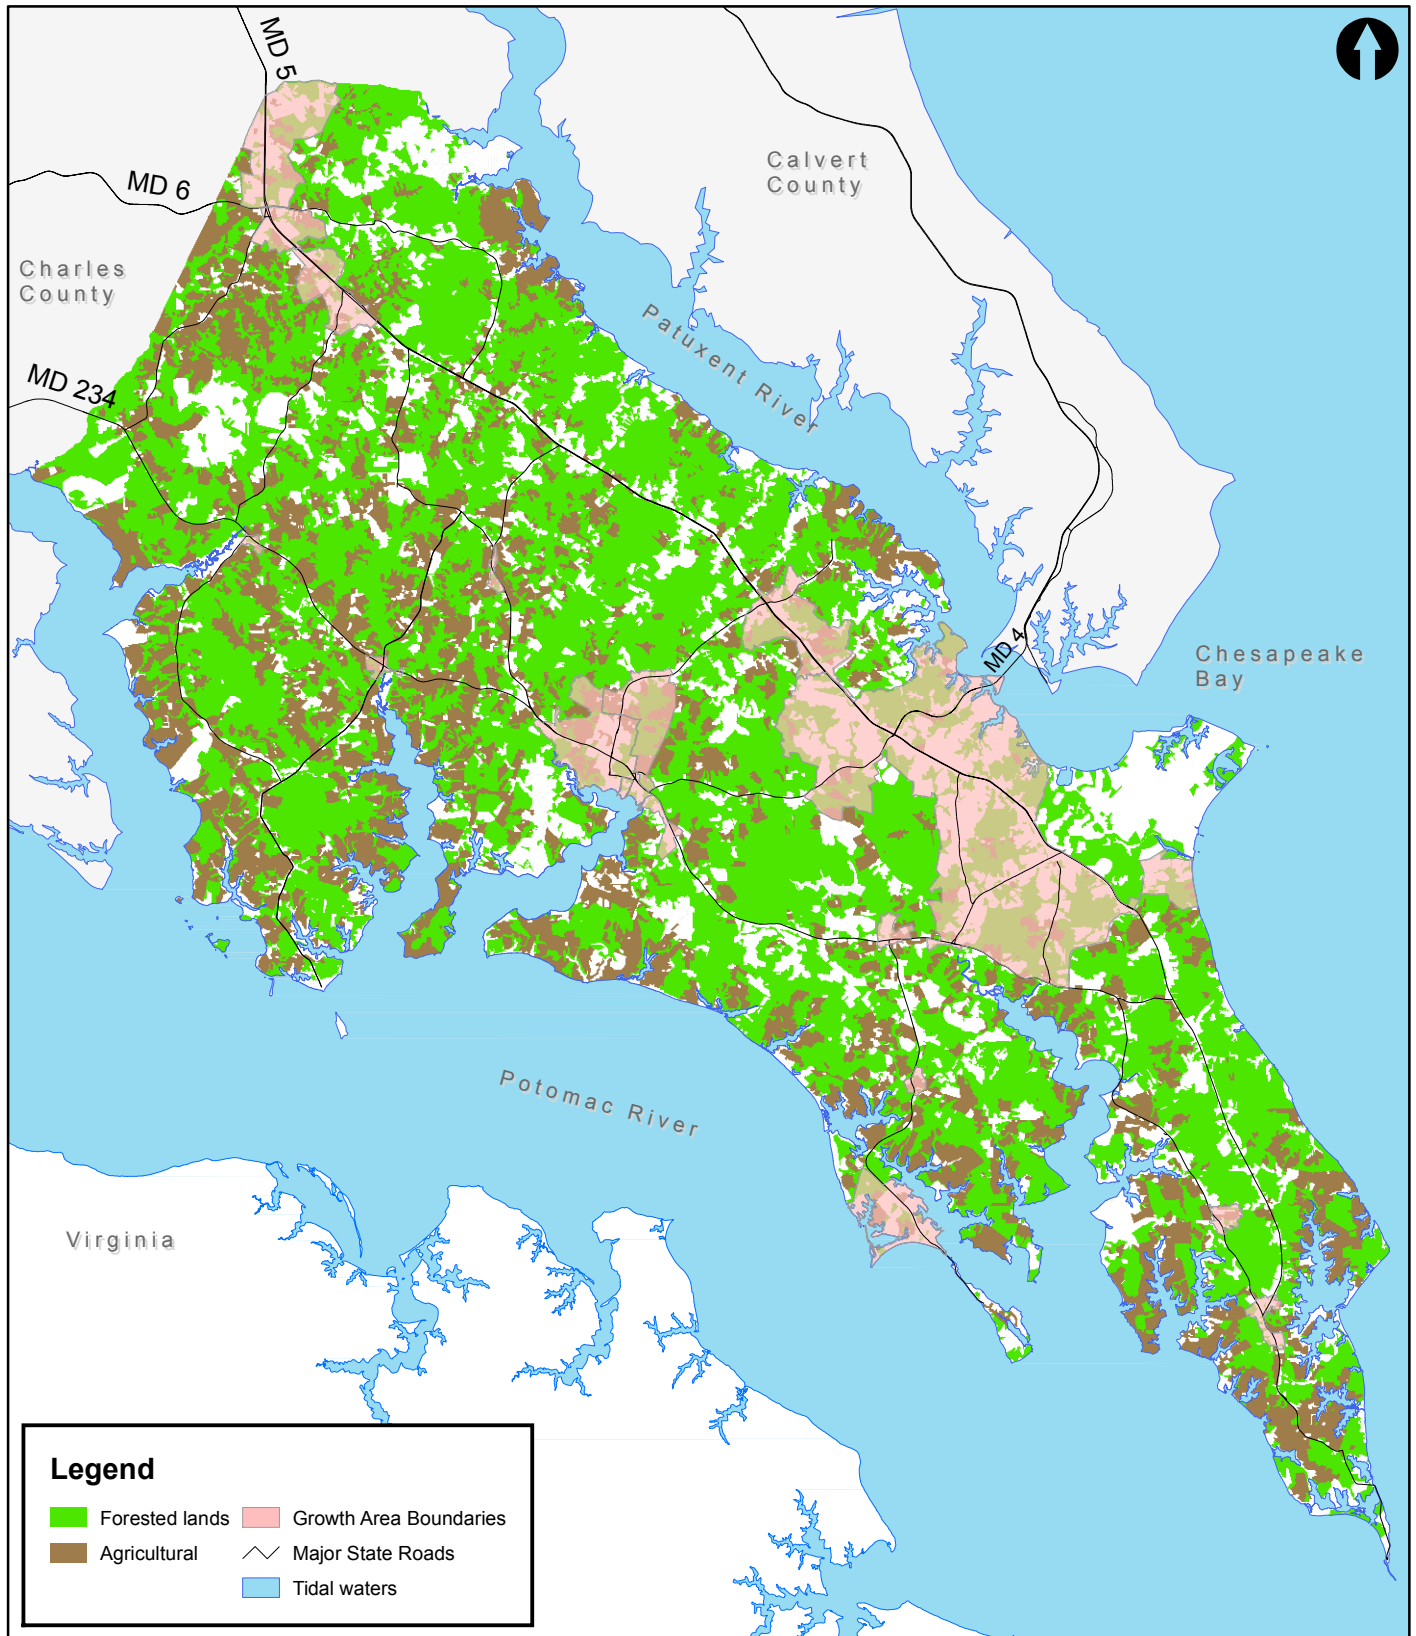 MD 5
MD 6
Calvert
County
Charles
County
Patuxent River
MD 234
MD 4
Chesapeake
Bay
Potomac River
Virginia
Legend
Forested lands
Growth Area Boundaries
Agricultural
Major State Roads
Tidal waters